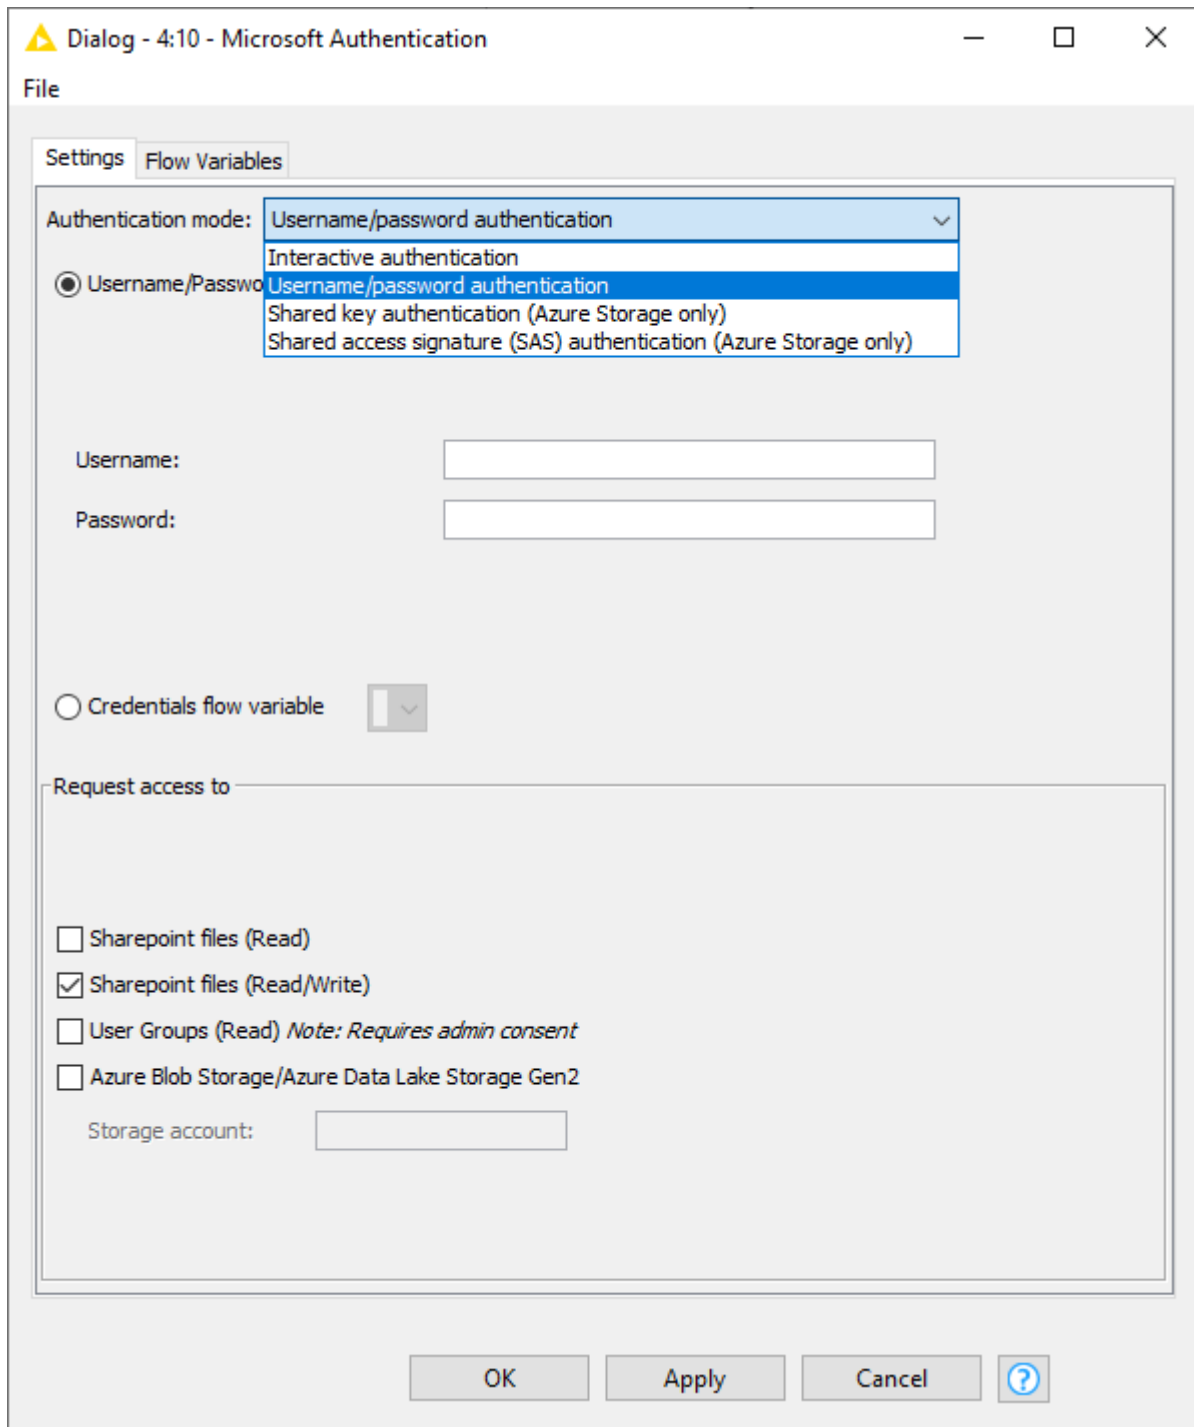 Dialog - 4:10 - Microsoft Authentication
File
Settings
Flow Variables
Authentication mode: Username/password authentication
Interactive authentication
Username/Passwo Username/password authentication
Shared key authentication (Azure Storage only)
Shared access signature (SAS) authentication (Azure Storage only)
Username:
Password:
Credentials flow variable
Request access to
Sharepoint files (Read)
Sharepoint files (Read/Write)
User Groups (Read) Note: Requires admin consent
Azure Blob Storage/Azure Data Lake Storage Gen2
Storage account:
OK Apply Cancel ?